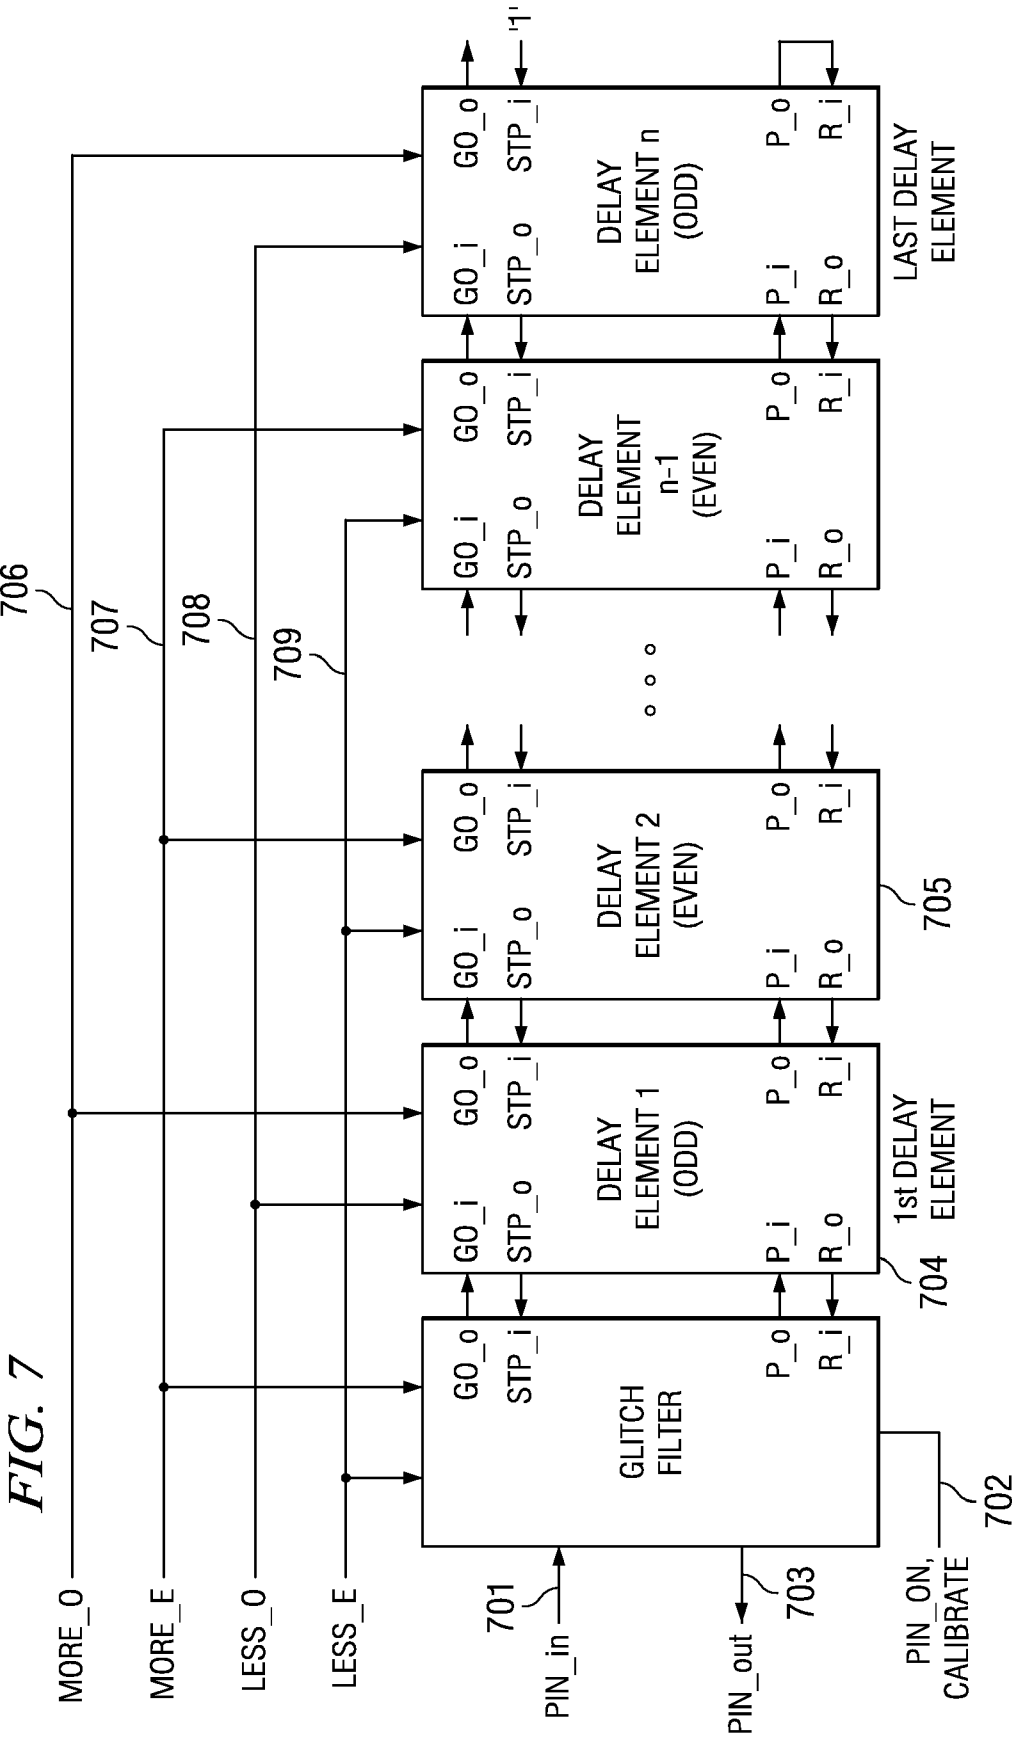 FIG. 7
MORE_O
MORE_E
LESS_O
LESS_E
706
707
708
709
PIN_in
701
PIN_out
703
PIN_ON,
CALIBRATE
702
GLITCH
FILTER
GO_o
STP_i
P_o
R_i
GO_i
STP_o
DELAY
ELEMENT 1
(ODD)
P_i
R_o
GO_o
STP_i
P_o
R_i
704
1st DELAY
ELEMENT
GO_i
STP_o
DELAY
ELEMENT 2
(EVEN)
P_i
R_o
GO_o
STP_i
P_o
R_i
705
GO_i
STP_o
DELAY
ELEMENT
n-1
(EVEN)
P_i
R_o
GO_o
STP_i
P_o
R_i
GO_i
STP_o
DELAY
ELEMENT n
(ODD)
P_i
R_o
GO_o
STP_i
P_o
R_i
'1'
LAST DELAY
ELEMENT